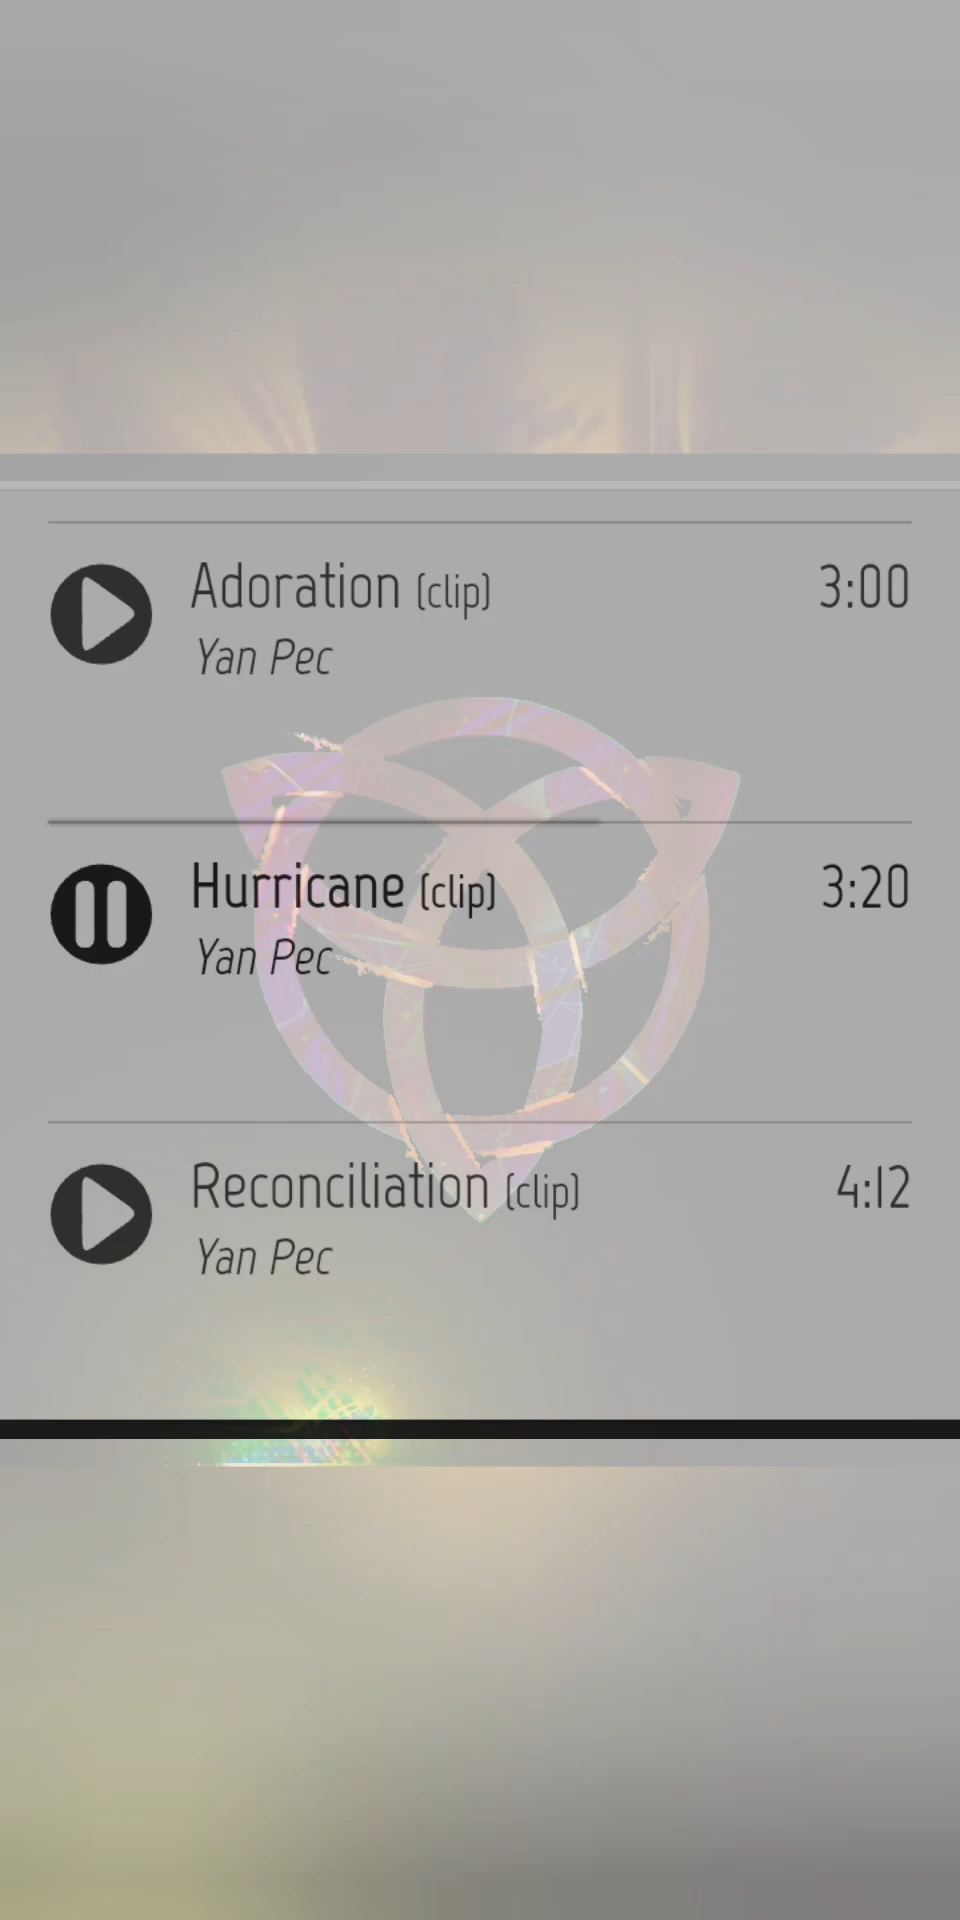 Adoration (clip) 3:00
Yan Pec
Hurricane (clip) 3:20
Yan Pec
Reconciliation (clip) 4:12
Yan Pec